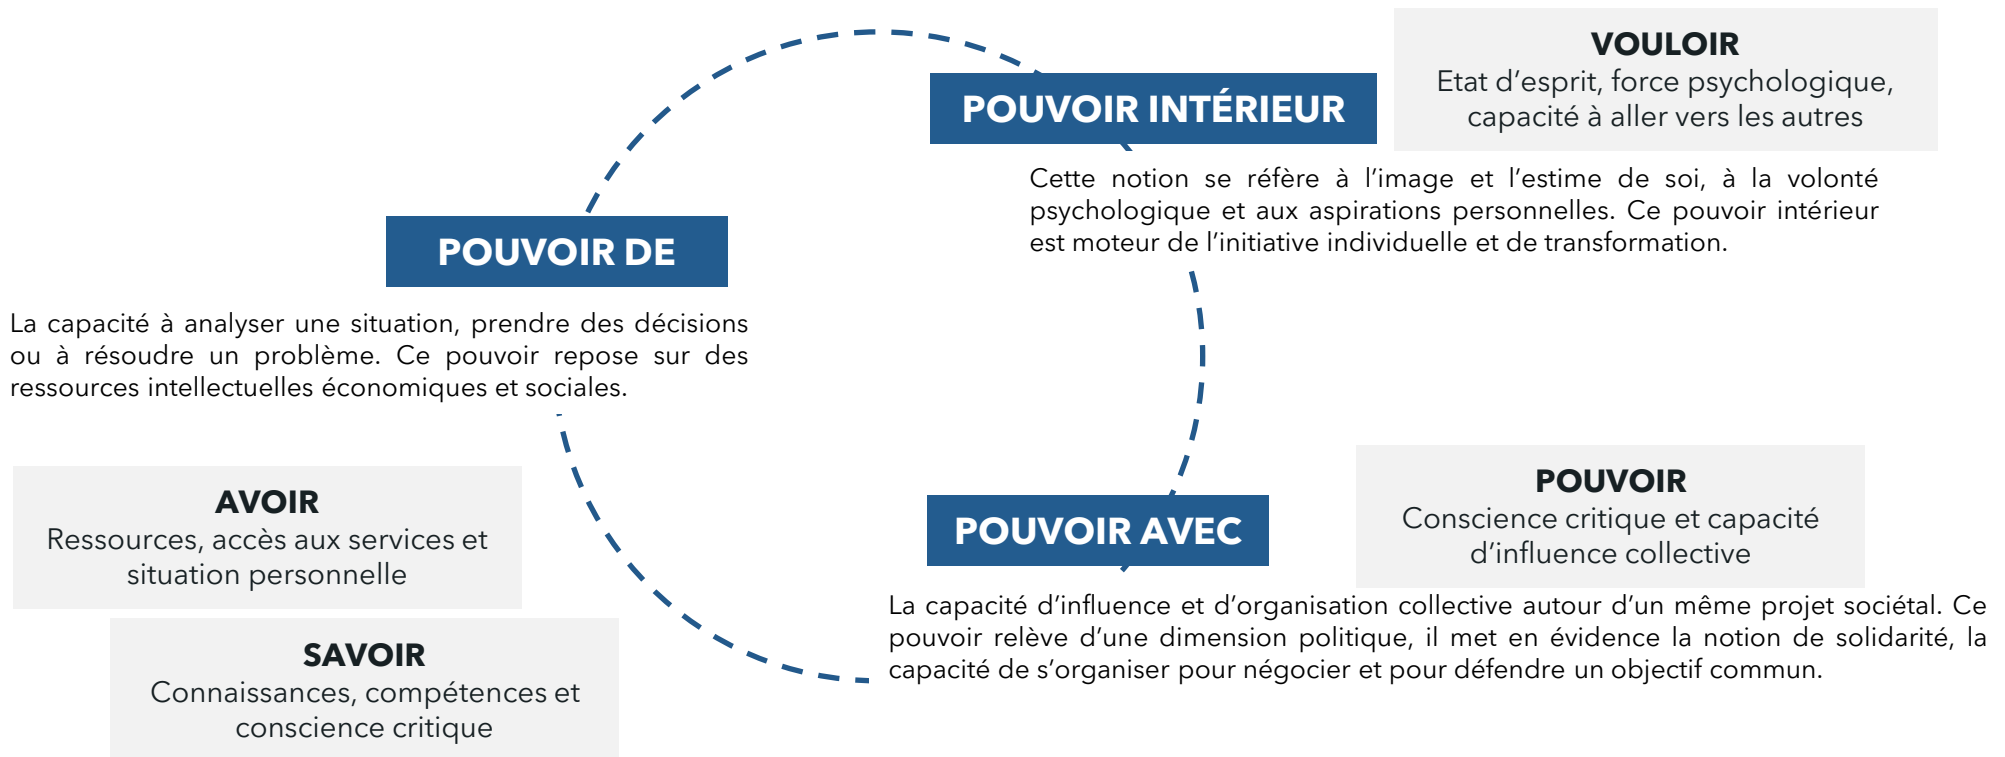 VOULOIR
Etat d’esprit, force psychologique,
capacité à aller vers les autres
POUVOIR INTÉRIEUR
Cette notion se réfère à l’image et l’estime de soi, à la volonté
psychologique et aux aspirations personnelles. Ce pouvoir intérieur
est moteur de l’initiative individuelle et de transformation.
POUVOIR DE
La capacité à analyser une situation, prendre des décisions
ou à résoudre un problème. Ce pouvoir repose sur des
ressources intellectuelles économiques et sociales.
AVOIR
Ressources, accès aux services et
situation personnelle
SAVOIR
Connaissances, compétences et
conscience critique
POUVOIR AVEC
POUVOIR
Conscience critique et capacité
d’influence collective
La capacité d’influence et d’organisation collective autour d’un même projet sociétal. Ce
pouvoir relève d’une dimension politique, il met en évidence la notion de solidarité, la
capacité de s’organiser pour négocier et pour défendre un objectif commun.